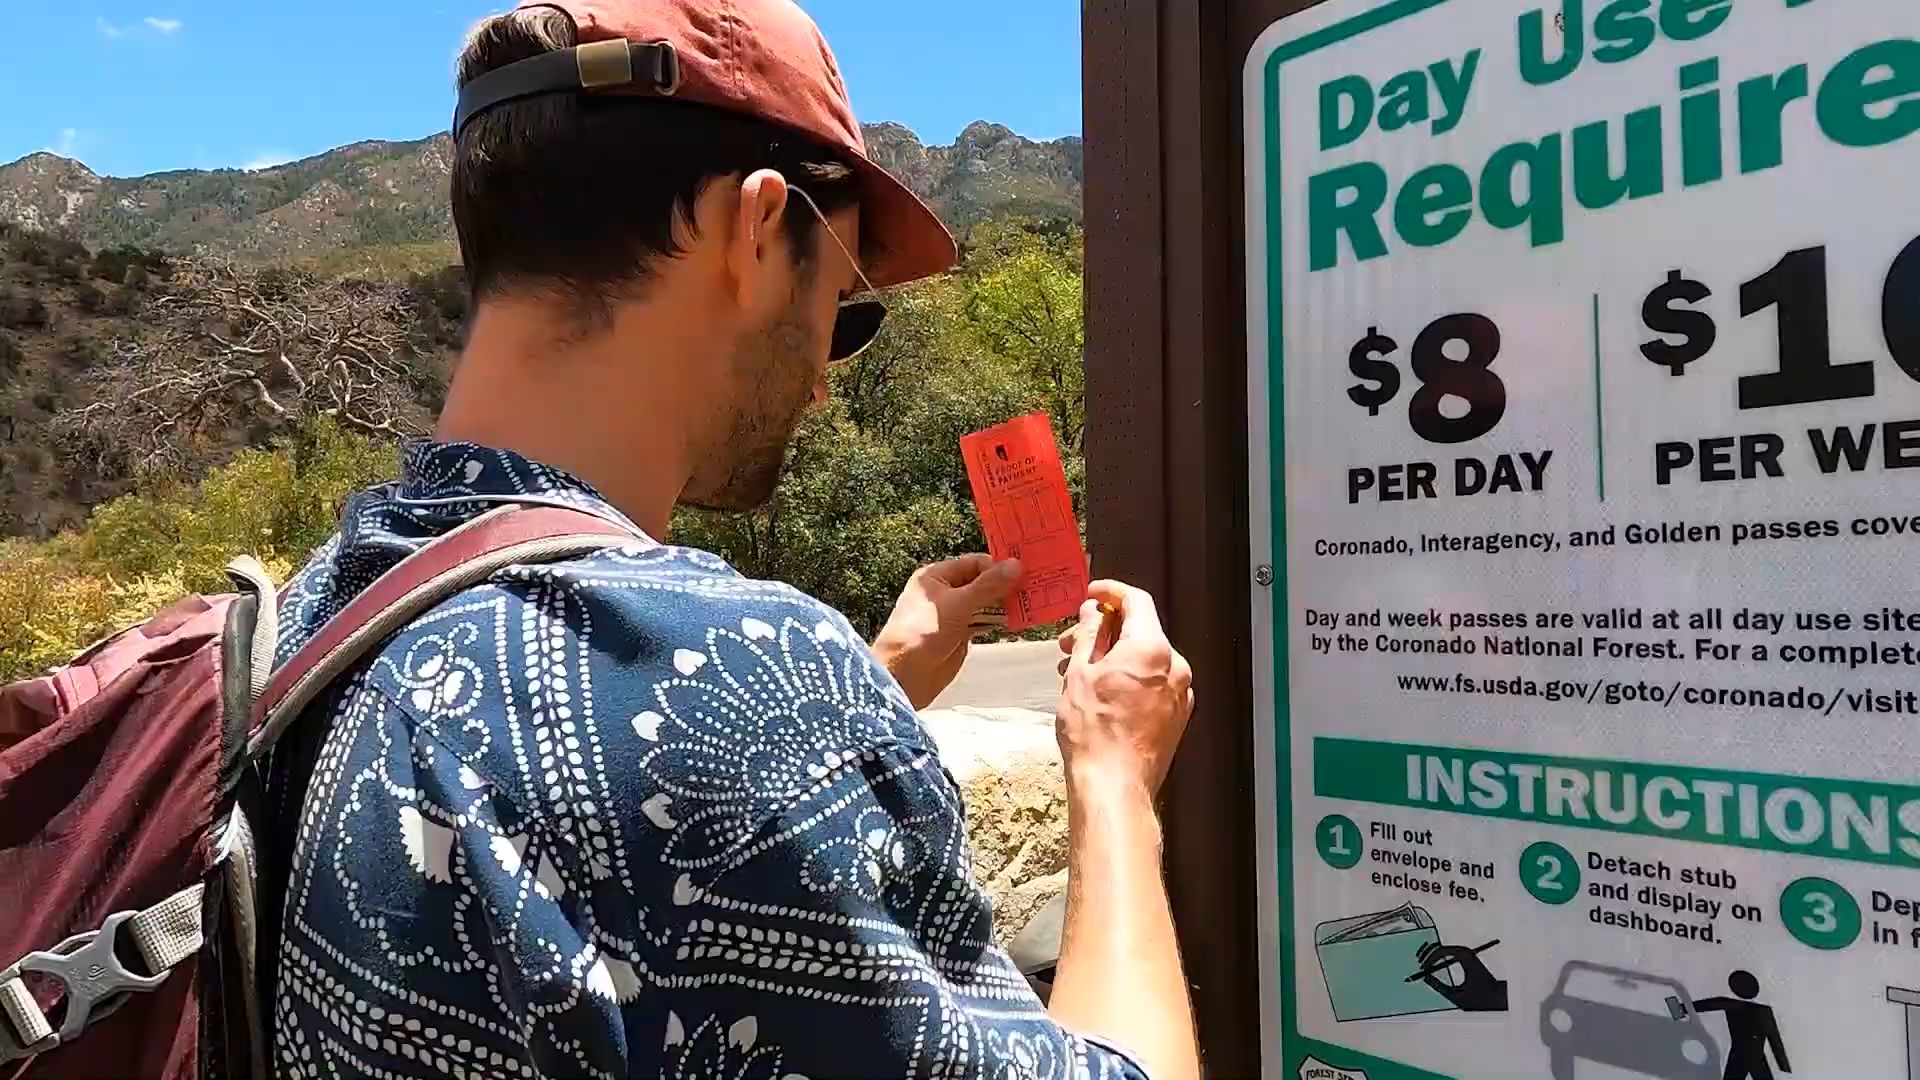 PROOF OF
PAYMENT
Day Use
Require
$8
PER DAY
$10
PER WE
Coronado, Interagency, and Golden passes cove
Day and week passes are valid at all day use site
by the Coronado National Forest. For a complete
www.fs.usda.gov/goto/coronado/visit
INSTRUCTIONS
1 Fill out
envelope and
enclose fee.
2 Detach stub
and display on
dashboard.
3 Dep
in f
FOREST SER